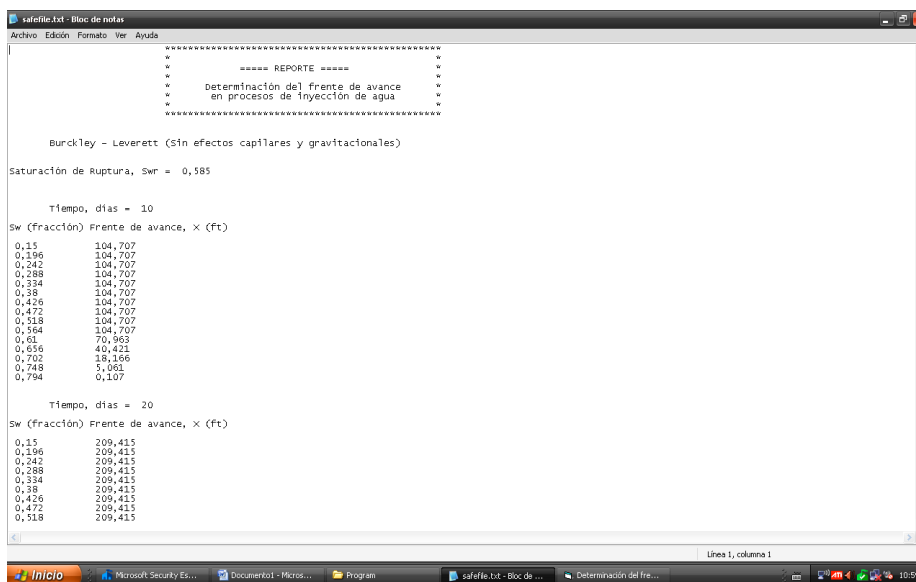 safefile.txt - Bloc de notas
Archivo Edición Formato Ver Ayuda
************************************************
* *
* ===== REPORTE ===== *
* *
* Determinación del frente de avance *
* en procesos de inyección de agua *
* *
************************************************
Burckley - Leverett (Sin efectos capilares y gravitacionales)
Saturación de Ruptura, Swr = 0,585
Tiempo, días = 10
Sw (fracción) Frente de avance, X (ft)
0,15 104,707
0,196 104,707
0,242 104,707
0,288 104,707
0,334 104,707
0,38 104,707
0,426 104,707
0,472 104,707
0,518 104,707
0,564 104,707
0,61 70,963
0,656 40,421
0,702 18,166
0,748 5,061
0,794 0,107
Tiempo, días = 20
Sw (fracción) Frente de avance, X (ft)
0,15 209,415
0,196 209,415
0,242 209,415
0,288 209,415
0,334 209,415
0,38 209,415
0,426 209,415
0,472 209,415
0,518 209,415
Línea 1, columna 1
Inicio Microsoft Security Es... Documento1 - Micros... Program safefile.txt - Bloc de ... Determinación del fre...